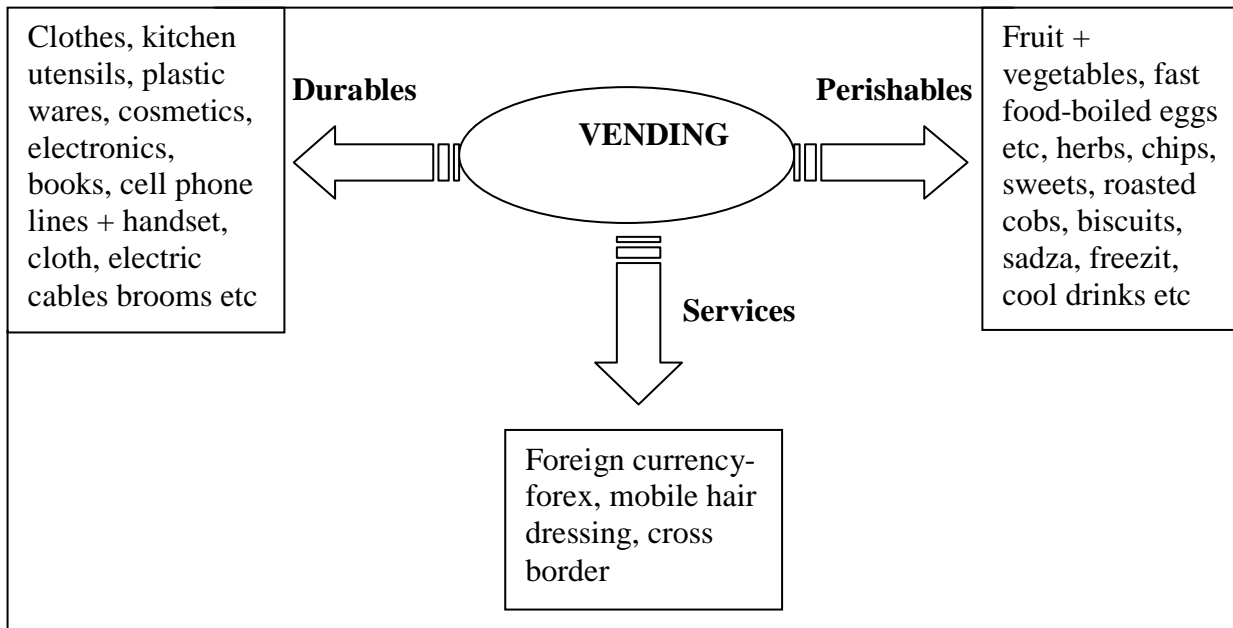 Clothes, kitchen
utensils, plastic
wares, cosmetics,
electronics,
books, cell phone
lines + handset,
cloth, electric
cables brooms etc
Durables
VENDING
Perishables
Fruit +
vegetables, fast
food-boiled eggs
etc, herbs, chips,
sweets, roasted
cobs, biscuits,
sadza, freezit,
cool drinks etc
Services
Foreign currency-
forex, mobile hair
dressing, cross
border